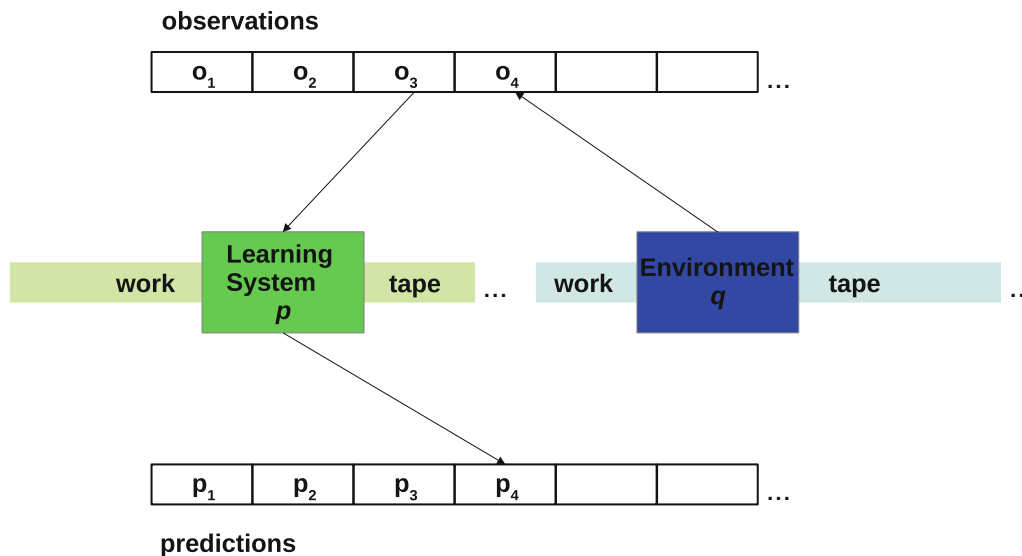 observations
o1 o2 o3 o4 ...
Learning
System
p
work tape ...
Environment
q
work tape ..
p1 p2 p3 p4 ...
predictions